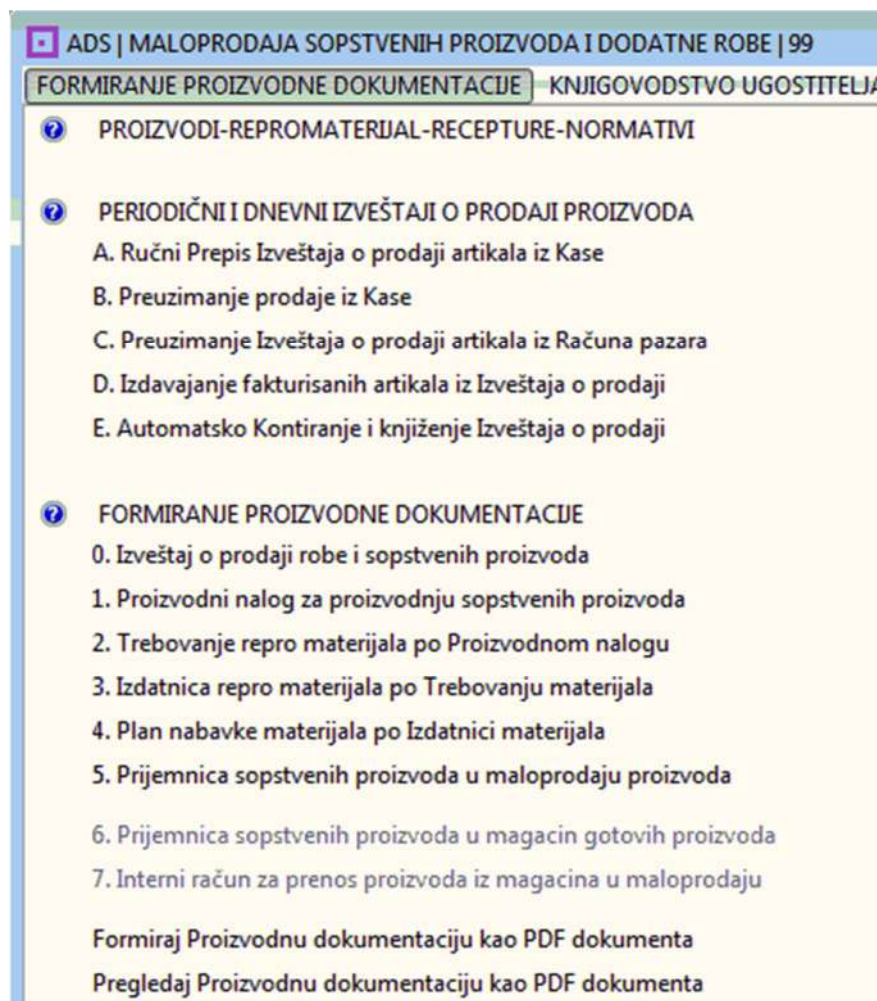 ADS | MALOPRODAJA SOPSTVENIH PROIZVODA I DODATNE ROBE | 99
FORMIRANJE PROIZVODNE DOKUMENTACIJE KNJIGOVODSTVO UGOSTITELJA
PROIZVODI-REPROMATERIJAL-RECEPTURE-NORMATIVI
PERIODIČNI I DNEVNI IZVEŠTAJI O PRODAJI PROIZVODA
A. Ručni Prepis Izveštaja o prodaji artikala iz Kase
B. Preuzimanje prodaje iz Kase
C. Preuzimanje Izveštaja o prodaji artikala iz Računa pazara
D. Izdavajanje fakturisanih artikala iz Izveštaja o prodaji
E. Automatsko Kontiranje i knjiženje Izveštaja o prodaji
FORMIRANJE PROIZVODNE DOKUMENTACIJE
0. Izveštaj o prodaji robe i sopstvenih proizvoda
1. Proizvodni nalog za proizvodnju sopstvenih proizvoda
2. Trebovanje repro materijala po Proizvodnom nalogu
3. Izdatnica repro materijala po Trebovanju materijala
4. Plan nabavke materijala po Izdatnici materijala
5. Prijemnica sopstvenih proizvoda u maloprodaju proizvoda
6. Prijemnica sopstvenih proizvoda u magacin gotovih proizvoda
7. Interni račun za prenos proizvoda iz magacina u maloprodaju
Formiraj Proizvodnu dokumentaciju kao PDF dokumenta
Pregledaj Proizvodnu dokumentaciju kao PDF dokumenta